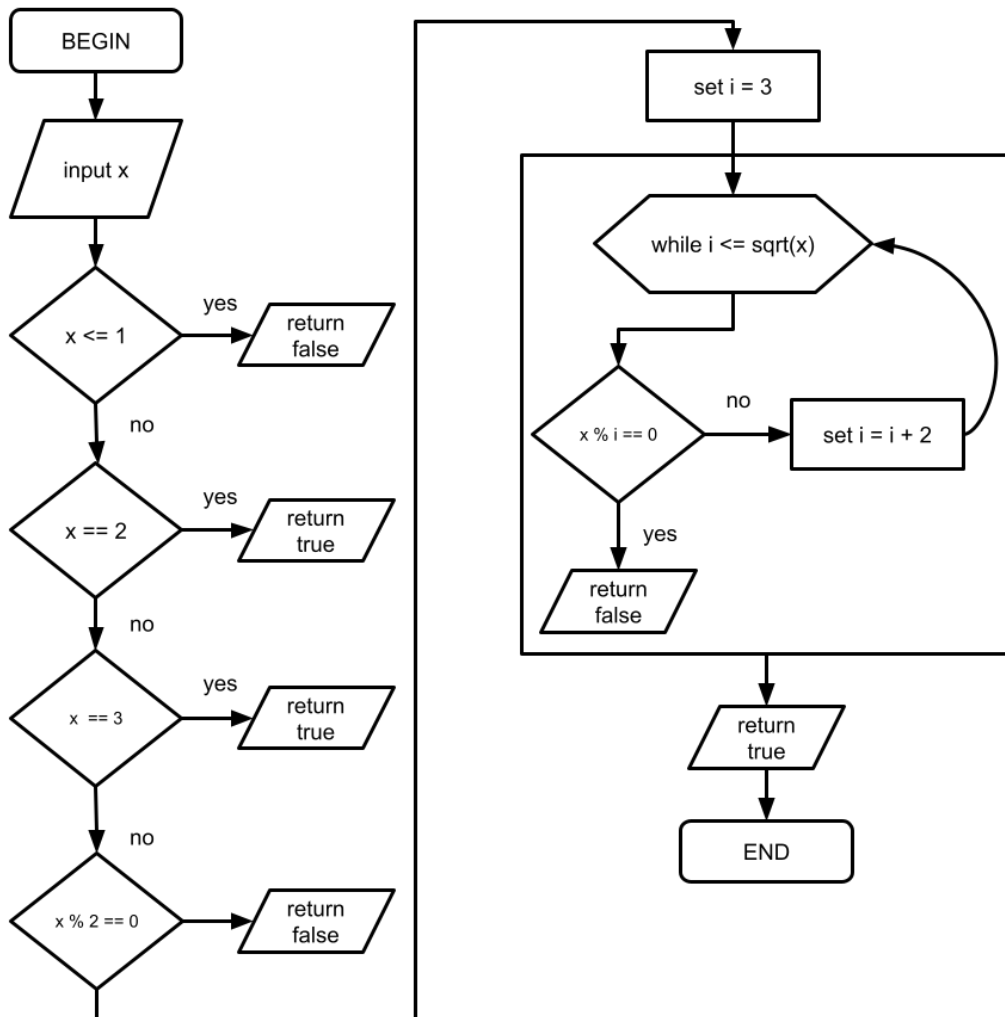 BEGIN
input x
x <= 1
yes
return
false
no
x == 2
yes
return
true
no
x == 3
yes
return
true
no
x % 2 == 0
return
false
set i = 3
while i <= sqrt(x)
x % i == 0
no
set i = i + 2
yes
return
false
return
true
END